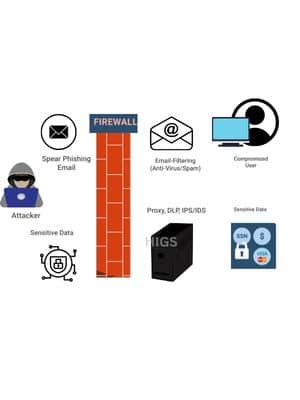 FIREWALL
Spear Phishing
Email
Email-Filtering
(Anti-Virus/Spam)
Compromized
User
Attacker
Sensitive Data
Proxy, DLP, IPS/IDS
HIGS
Sensitive Data
SSN
$
VISA